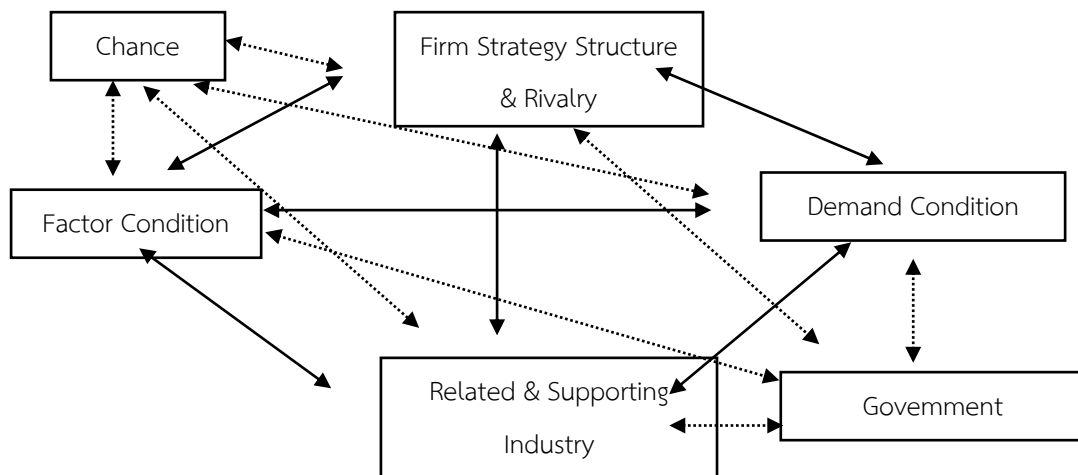 Chance
Firm Strategy Structure
& Rivalry
Factor Condition
Demand Condition
Related & Supporting
Industry
Govemment